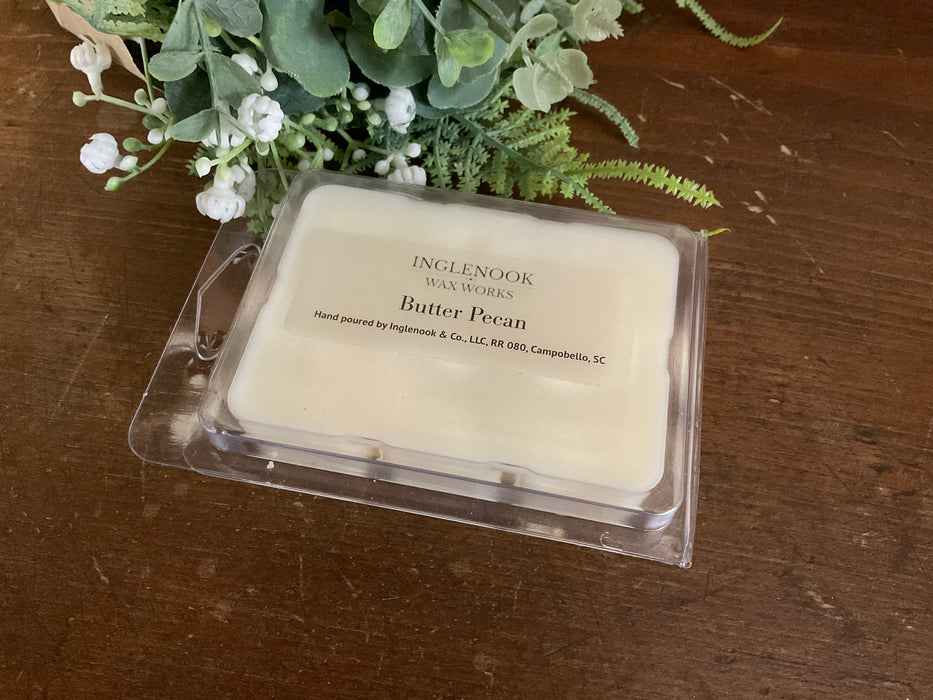 INGLENOOK
WAX WORKS
Butter Pecan
Hand poured by Inglenook & Co., LLC, RR 080, Campobello, SC